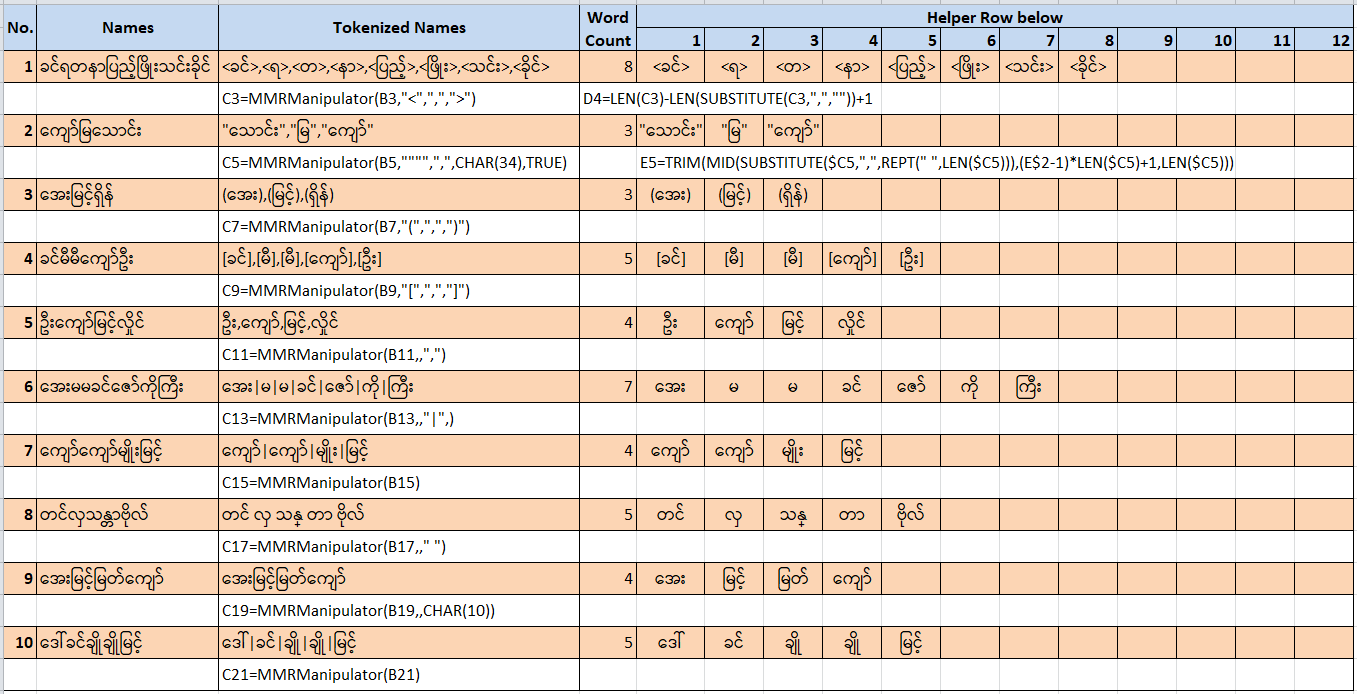 No. Names Tokenized Names Word Count Helper Row below
1 2 3 4 5 6 7 8 9 10 11 12
1 ခင်ရတနာပြည့်ဖြိုးသင်းခိုင် <ခင်>,<ရ>,<တ>,<နာ>,<ပြည့်>,<ဖြိုး>,<သင်း>,<ခိုင်> 8 <ခင်> <ရ> <တ> <နာ> <ပြည့်> <ဖြိုး> <သင်း> <ခိုင်>
C3=MMRManipulator(B3,"<",",",">") D4=LEN(C3)-LEN(SUBSTITUTE(C3,",",""))+1
2 ကျော်မြသောင်း "သောင်း","မြ","ကျော်" 3 "သောင်း" "မြ" "ကျော်"
C5=MMRManipulator(B5,"""",",",CHAR(34),TRUE) E5=TRIM(MID(SUBSTITUTE($C5,",",REPT(" ",LEN($C5))),(E$2-1)*LEN($C5)+1,LEN($C5)))
3 အေးမြင့်ရှိန် (အေး),(မြင့်),(ရှိန်) 3 (အေး) (မြင့်) (ရှိန်)
C7=MMRManipulator(B7,"(",",",")")
4 ခင်မီမီကျော်ဦး [ခင်],[မီ],[မီ],[ကျော်],[ဦး] 5 [ခင်] [မီ] [မီ] [ကျော်] [ဦး]
C9=MMRManipulator(B9,"[",",","]")
5 ဦးကျော်မြင့်လှိုင် ဦး,ကျော်,မြင့်,လှိုင် 4 ဦး ကျော် မြင့် လှိုင်
C11=MMRManipulator(B11,,",")
6 အေးမမခင်ဇော်ကိုကြီး အေး|မ|မ|ခင်|ဇော်|ကို|ကြီး 7 အေး မ မ ခင် ဇော် ကို ကြီး
C13=MMRManipulator(B13,,"|",)
7 ကျော်ကျော်မျိုးမြင့် ကျော်|ကျော်|မျိုး|မြင့် 4 ကျော် ကျော် မျိုး မြင့်
C15=MMRManipulator(B15)
8 တင်လှသန္တာဗိုလ် တင် လှ သန္ တာ ဗိုလ် 5 တင် လှ သန္ တာ ဗိုလ်
C17=MMRManipulator(B17,," ")
9 အေးမြင့်မြတ်ကျော် အေးမြင့်မြတ်ကျော် 4 အေး မြင့် မြတ် ကျော်
C19=MMRManipulator(B19,,CHAR(10))
10 ဒေါ်ခင်ချိုချိုမြင့် ဒေါ်|ခင်|ချို|ချို|မြင့် 5 ဒေါ် ခင် ချို ချို မြင့်
C21=MMRManipulator(B21)